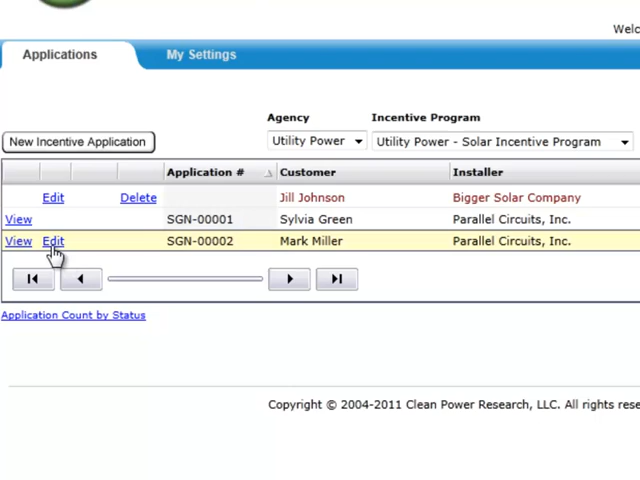 Welc
Applications My Settings
Agency Incentive Program
New Incentive Application Utility Power Utility Power - Solar Incentive Program
Application # Customer Installer
Edit Delete Jill Johnson Bigger Solar Company
View SGN-00001 Sylvia Green Parallel Circuits, Inc.
View Edit SGN-00002 Mark Miller Parallel Circuits, Inc.
Application Count by Status
Copyright © 2004-2011 Clean Power Research, LLC. All rights rese